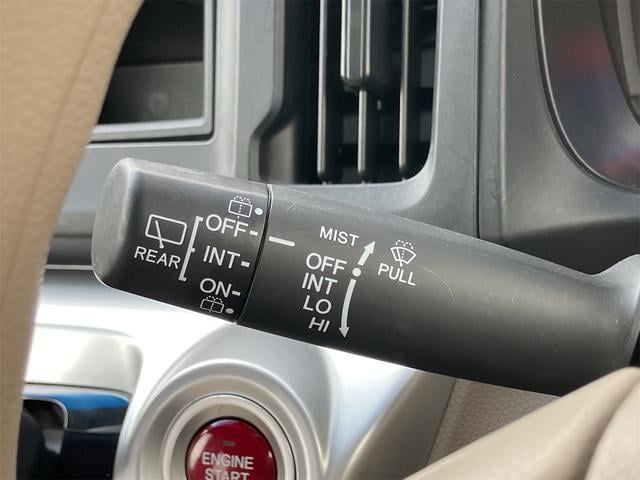 REAR
OFF
INT
ON
MIST
OFF
INT
LO
HI
PULL
ENGINE
START